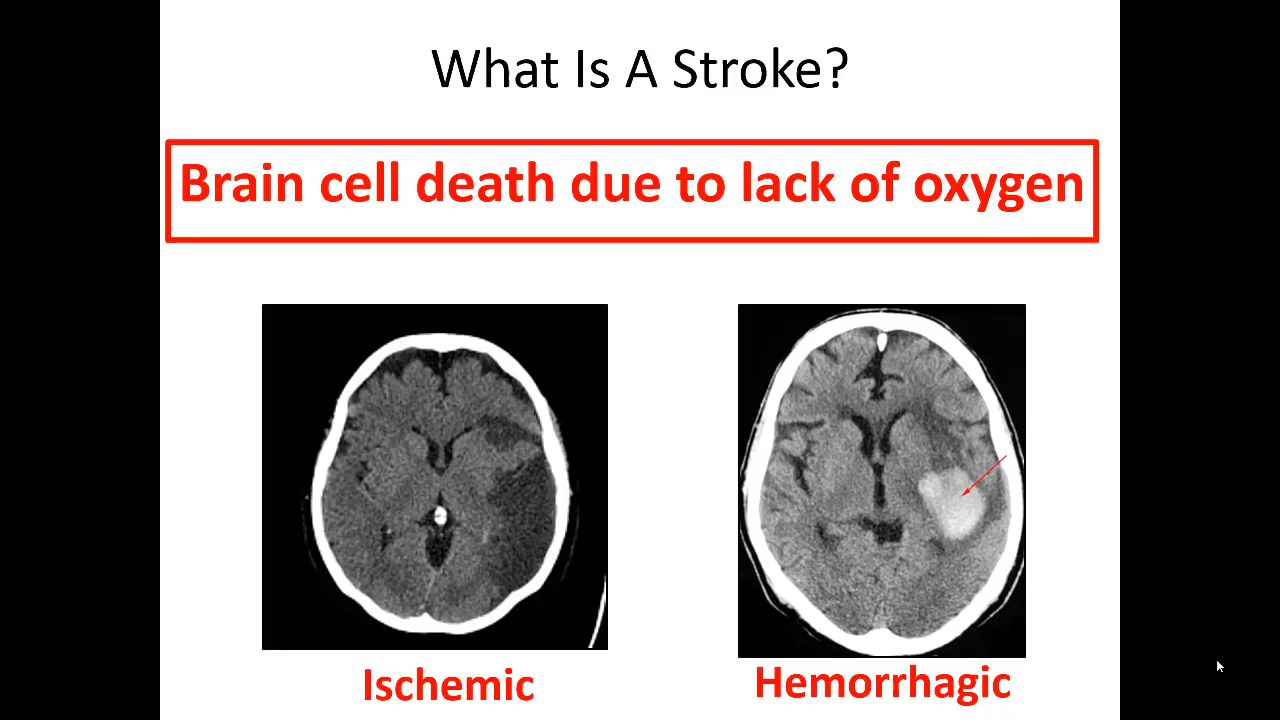 What Is A Stroke?
Brain cell death due to lack of oxygen
Ischemic
Hemorrhagic